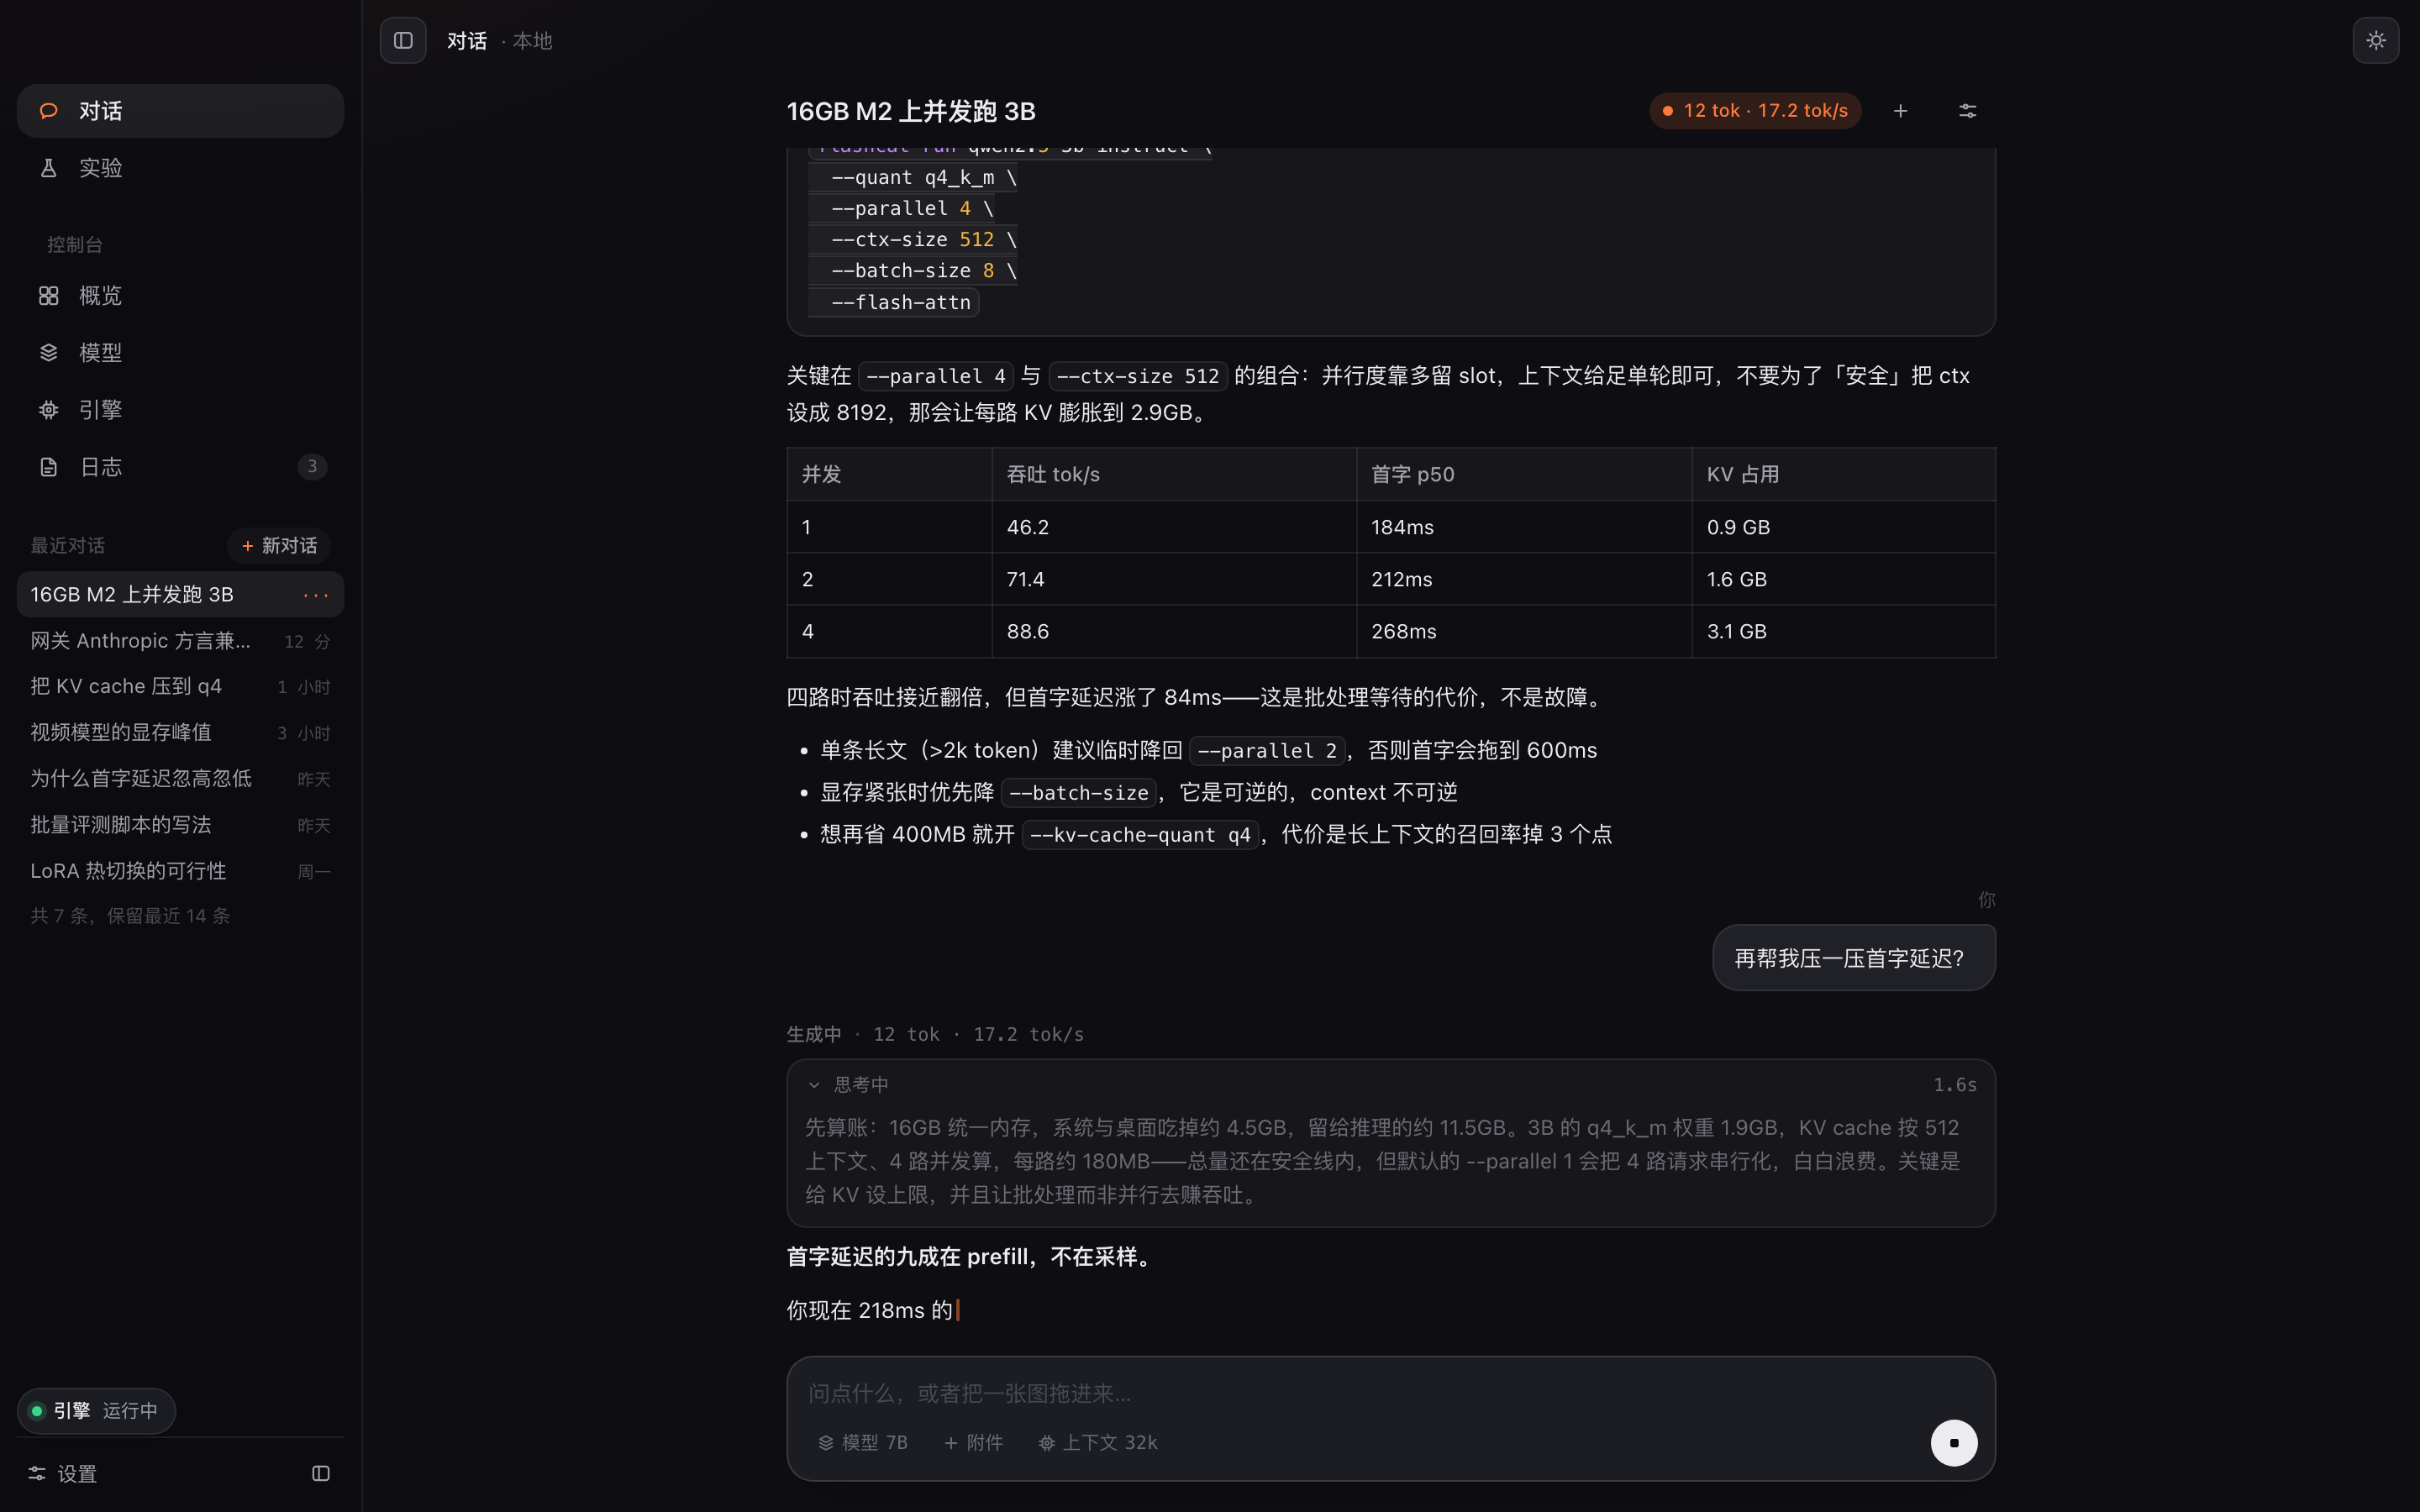 对话
实验
控制台
概览
模型
引擎
日志 3
最近对话 + 新对话
16GB M2 上并发跑 3B ···
网关 Anthropic 方言兼... 12 分
把 KV cache 压到 q4 1 小时
视频模型的显存峰值 3 小时
为什么首字延迟忽高忽低 昨天
批量评测脚本的写法 昨天
LoRA 热切换的可行性 周一
共 7 条，保留最近 14 条
引擎 运行中
设置
对话 · 本地
16GB M2 上并发跑 3B 12 tok · 17.2 tok/s
--quant q4_k_m \
--parallel 4 \
--ctx-size 512 \
--batch-size 8 \
--flash-attn
关键在 --parallel 4 与 --ctx-size 512 的组合：并行度靠多留 slot，上下文给足单轮即可，不要为了「安全」把 ctx
设成 8192，那会让每路 KV 膨胀到 2.9GB。
并发 吞吐 tok/s 首字 p50 KV 占用
1 46.2 184ms 0.9 GB
2 71.4 212ms 1.6 GB
4 88.6 268ms 3.1 GB
四路时吞吐接近翻倍，但首字延迟涨了 84ms——这是批处理等待的代价，不是故障。
• 单条长文（>2k token）建议临时降回 --parallel 2，否则首字会拖到 600ms
• 显存紧张时优先降 --batch-size，它是可逆的，context 不可逆
• 想再省 400MB 就开 --kv-cache-quant q4，代价是长上下文的召回率掉 3 个点
你
再帮我压一压首字延迟？
生成中 · 12 tok · 17.2 tok/s
思考中 1.6s
先算账：16GB 统一内存，系统与桌面吃掉约 4.5GB，留给推理的约 11.5GB。3B 的 q4_k_m 权重 1.9GB，KV cache 按 512
上下文、4 路并发算，每路约 180MB——总量还在安全线内，但默认的 --parallel 1 会把 4 路请求串行化，白白浪费。关键是
给 KV 设上限，并且让批处理而非并行去赚吞吐。
首字延迟的九成在 prefill，不在采样。
你现在 218ms 的
问点什么，或者把一张图拖进来...
模型 7B + 附件 上下文 32k